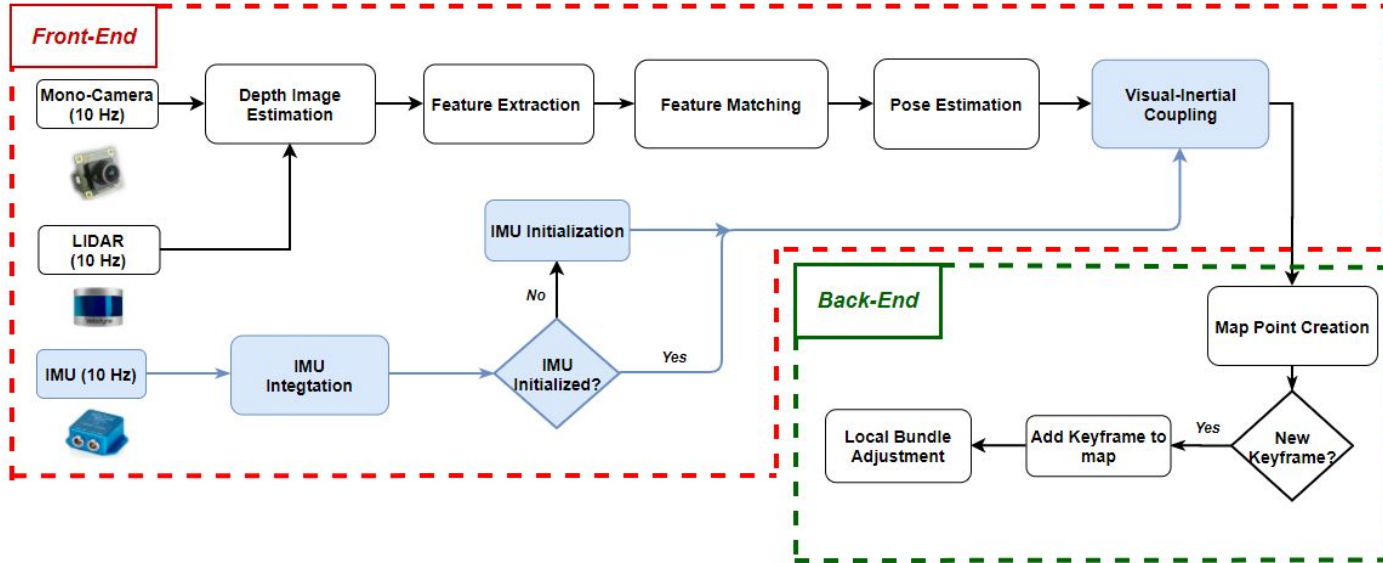 Front-End
Mono-Camera
(10 Hz)
Depth Image
Estimation
Feature Extraction
Feature Matching
Pose Estimation
Visual-Inertial
Coupling
LIDAR
(10 Hz)
IMU Initialization
No
IMU (10 Hz)
IMU
Integtation
IMU
Initialized?
Yes
Back-End
Map Point Creation
New
Keyframe?
Yes
Add Keyframe to
map
Local Bundle
Adjustment